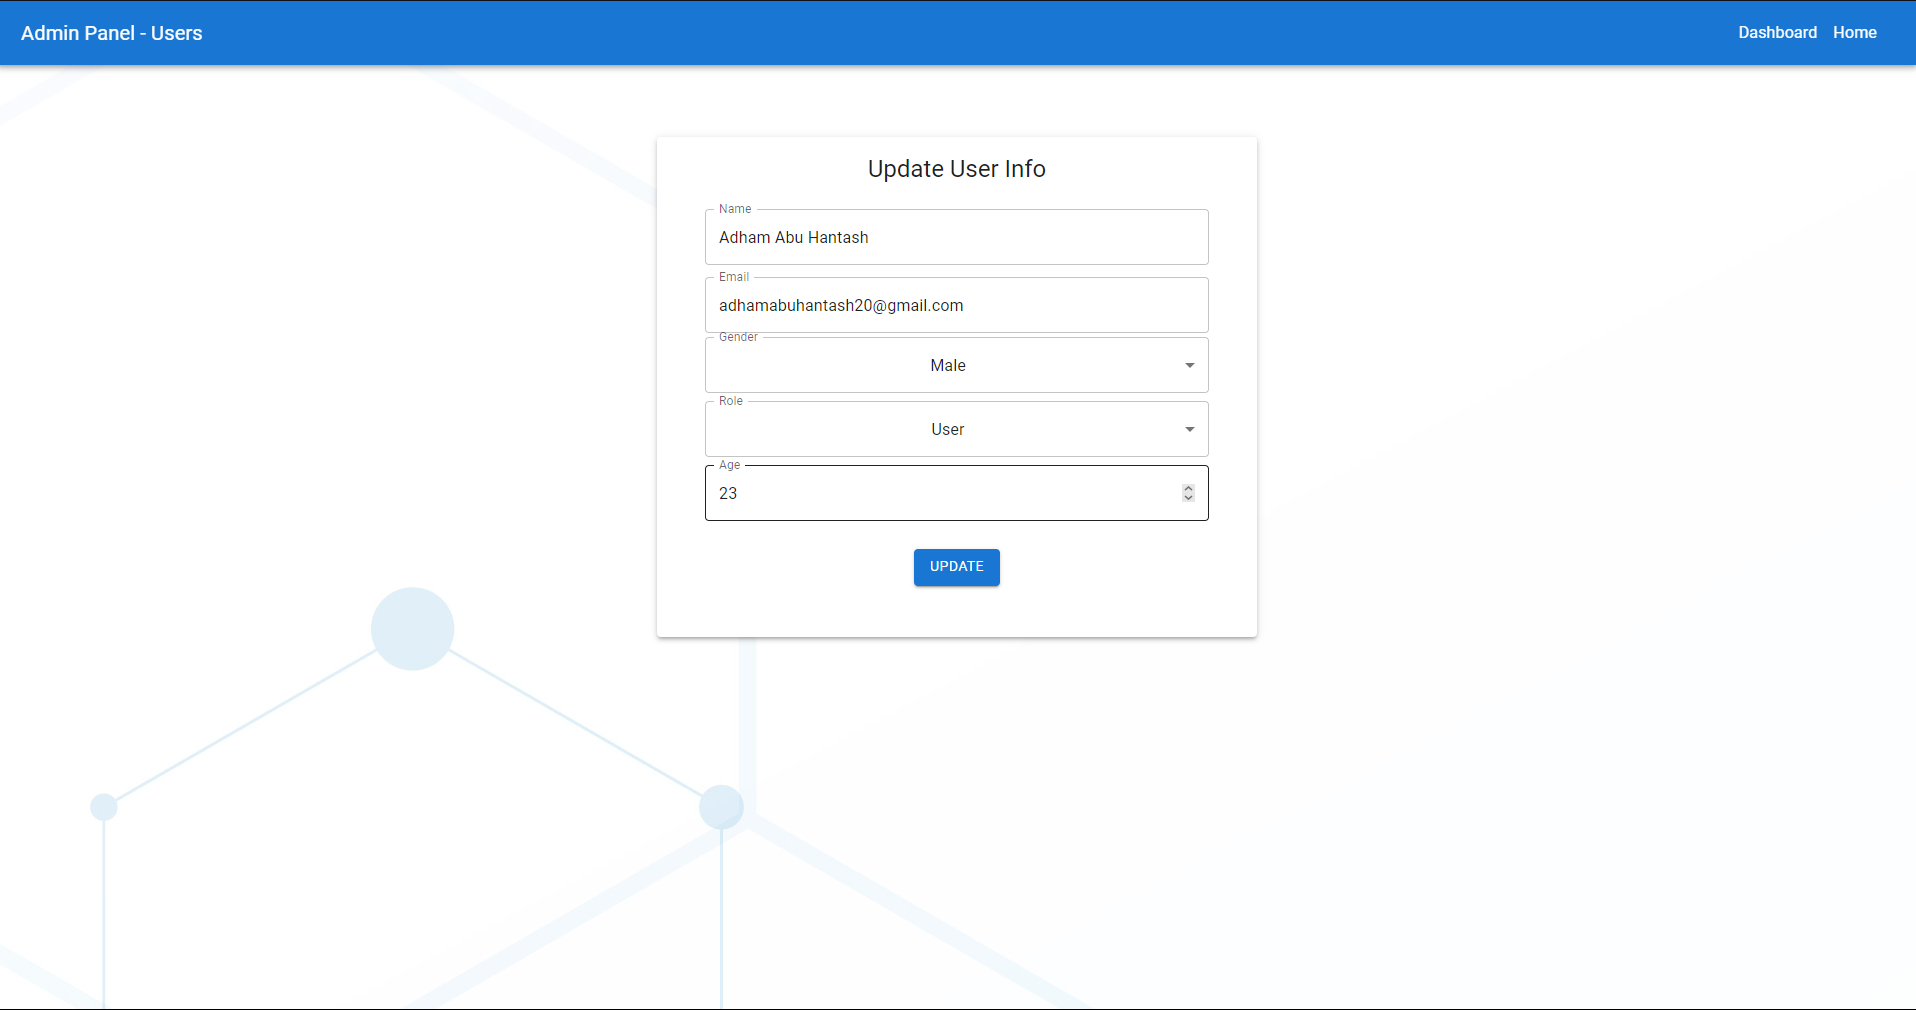 Admin Panel - Users
Dashboard Home
Update User Info
Name
Adham Abu Hantash
Email
adhamabuhantash20@gmail.com
Gender
Male
Role
User
Age
23
UPDATE